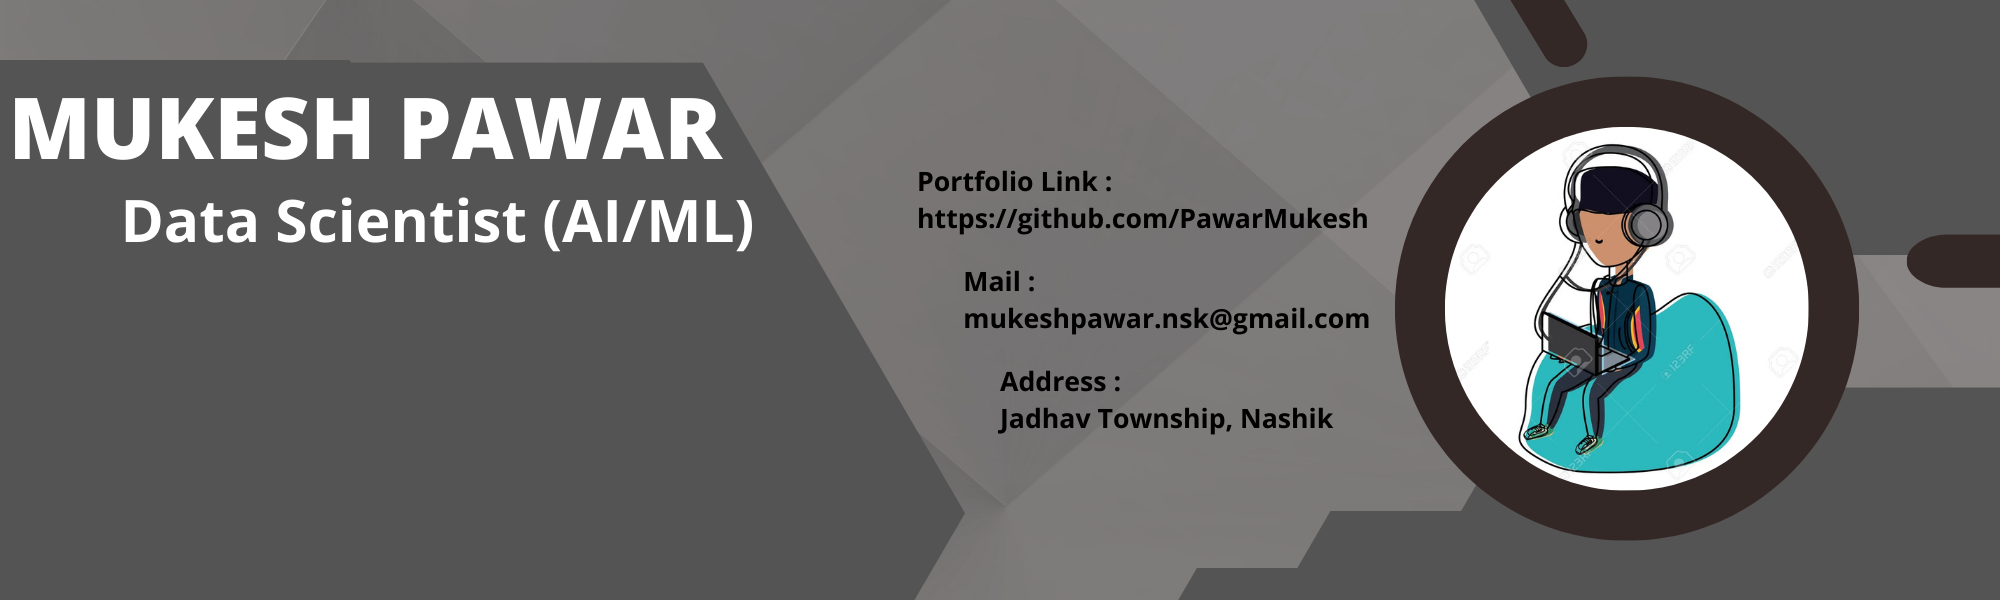 MUKESH PAWAR
Data Scientist (AI/ML)
Portfolio Link :
https://github.com/PawarMukesh
Mail :
mukeshpawar.nsk@gmail.com
Address :
Jadhav Township, Nashik
123RF